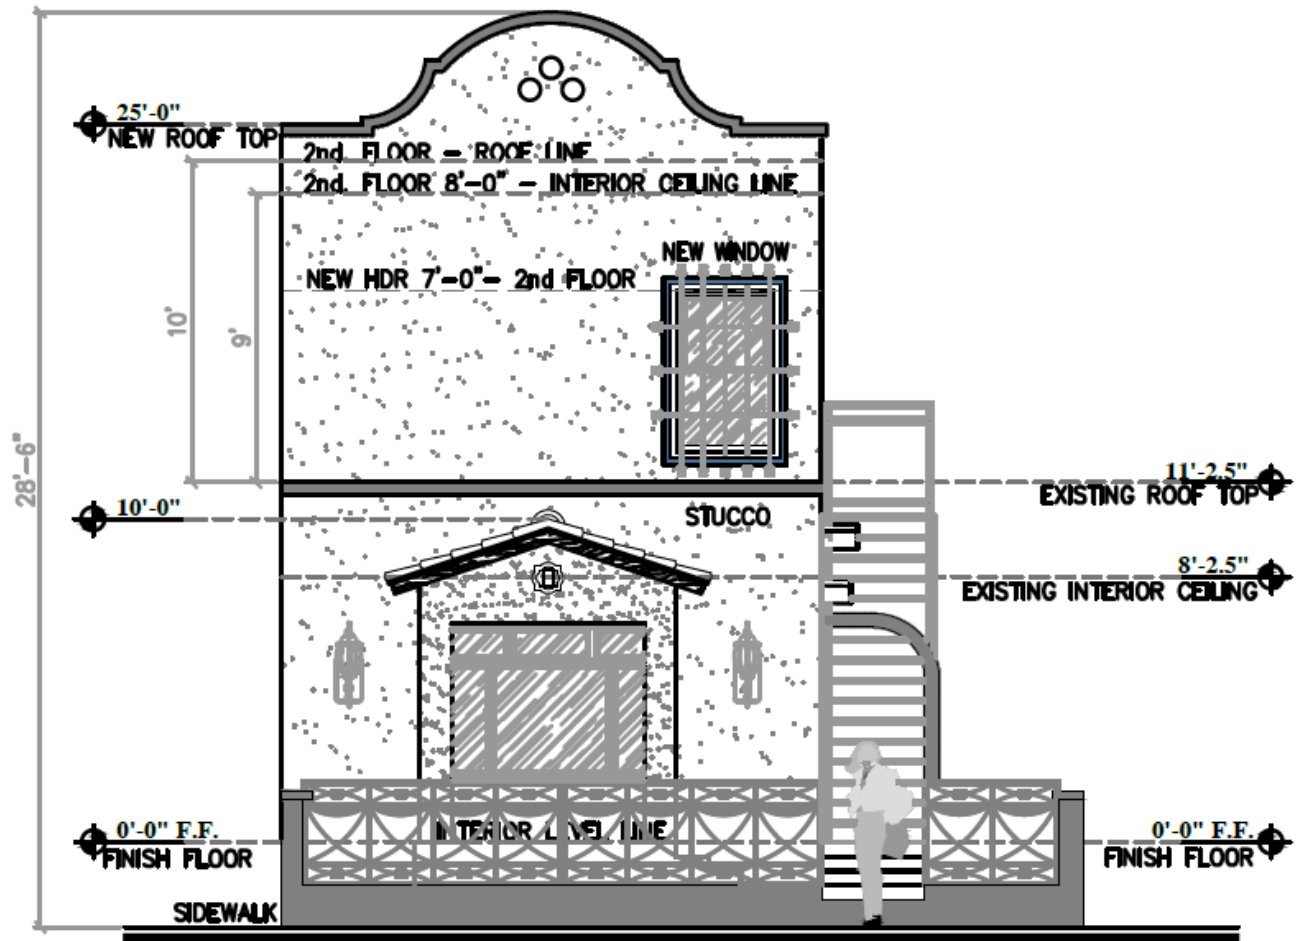 25'-0"
NEW ROOF TOP
2nd. FLOOR - ROOF LINE
2nd. FLOOR 8'-0" - INTERIOR CEILING LINE
NEW WINDOW
NEW HDR 7'-0"- 2nd FLOOR
10'
9'
28'-6"
11'-2.5"
EXISTING ROOF TOP
10'-0"
STUCCO
8'-2.5"
EXISTING INTERIOR CEILING
0'-0" F.F.
FINISH FLOOR
INTERIOR LEVEL LINE
0'-0" F.F.
FINISH FLOOR
SIDEWALK